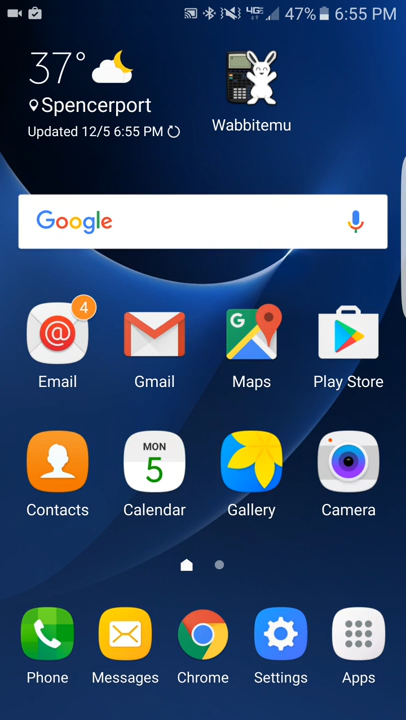 4G 47% 6:55 PM
37°
Spencerport
Updated 12/5 6:55 PM
Wabbitemu
Google
4
@
G
Email Gmail Maps Play Store
MON
5
Contacts Calendar Gallery Camera
Phone Messages Chrome Settings Apps